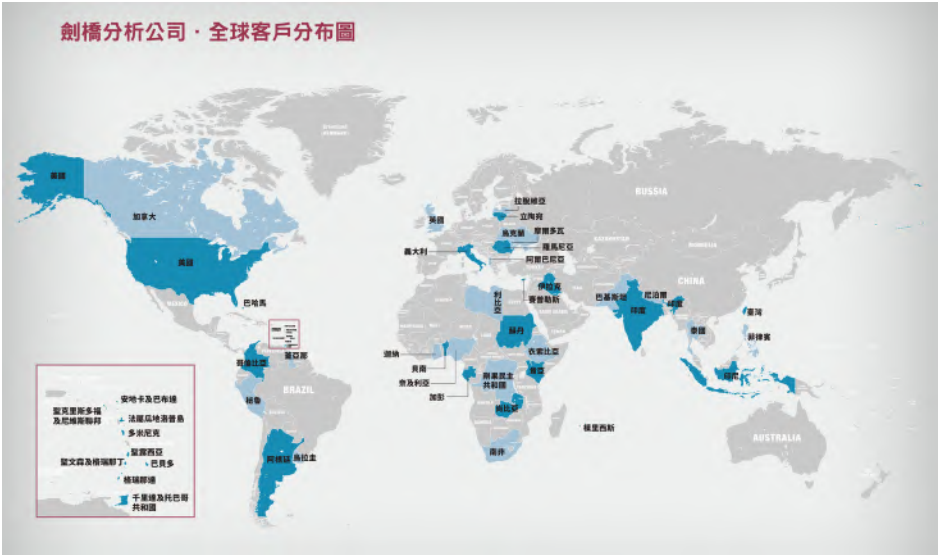 劍橋分析公司・全球客戶分布圖
RUSSIA
美國
加拿大
拉脫維亞
英國
立陶宛
烏克蘭
摩爾多瓦
羅馬尼亞
義大利
阿爾巴尼亞
美國
CHINA
伊拉克
尼泊爾
巴哈馬
利比亞
賽普勒斯
巴基斯坦
印度
印度
臺灣
蘇丹
泰國
菲律賓
迦納
衣索比亞
哥倫比亞
蓋亞那
貝南
剛果民主
共和國
肯亞
奈及利亞
印尼
BRAZIL
秘魯
加彭
尚比亞
安地卡及巴布達
聖克里斯多福
及尼維斯聯邦
法屬瓜地洛普島
多米尼克
模里西斯
AUSTRALIA
聖露西亞
南非
阿根廷
烏拉圭
聖文森及格瑞那丁
巴貝多
格瑞那達
千里達及托巴哥
共和國